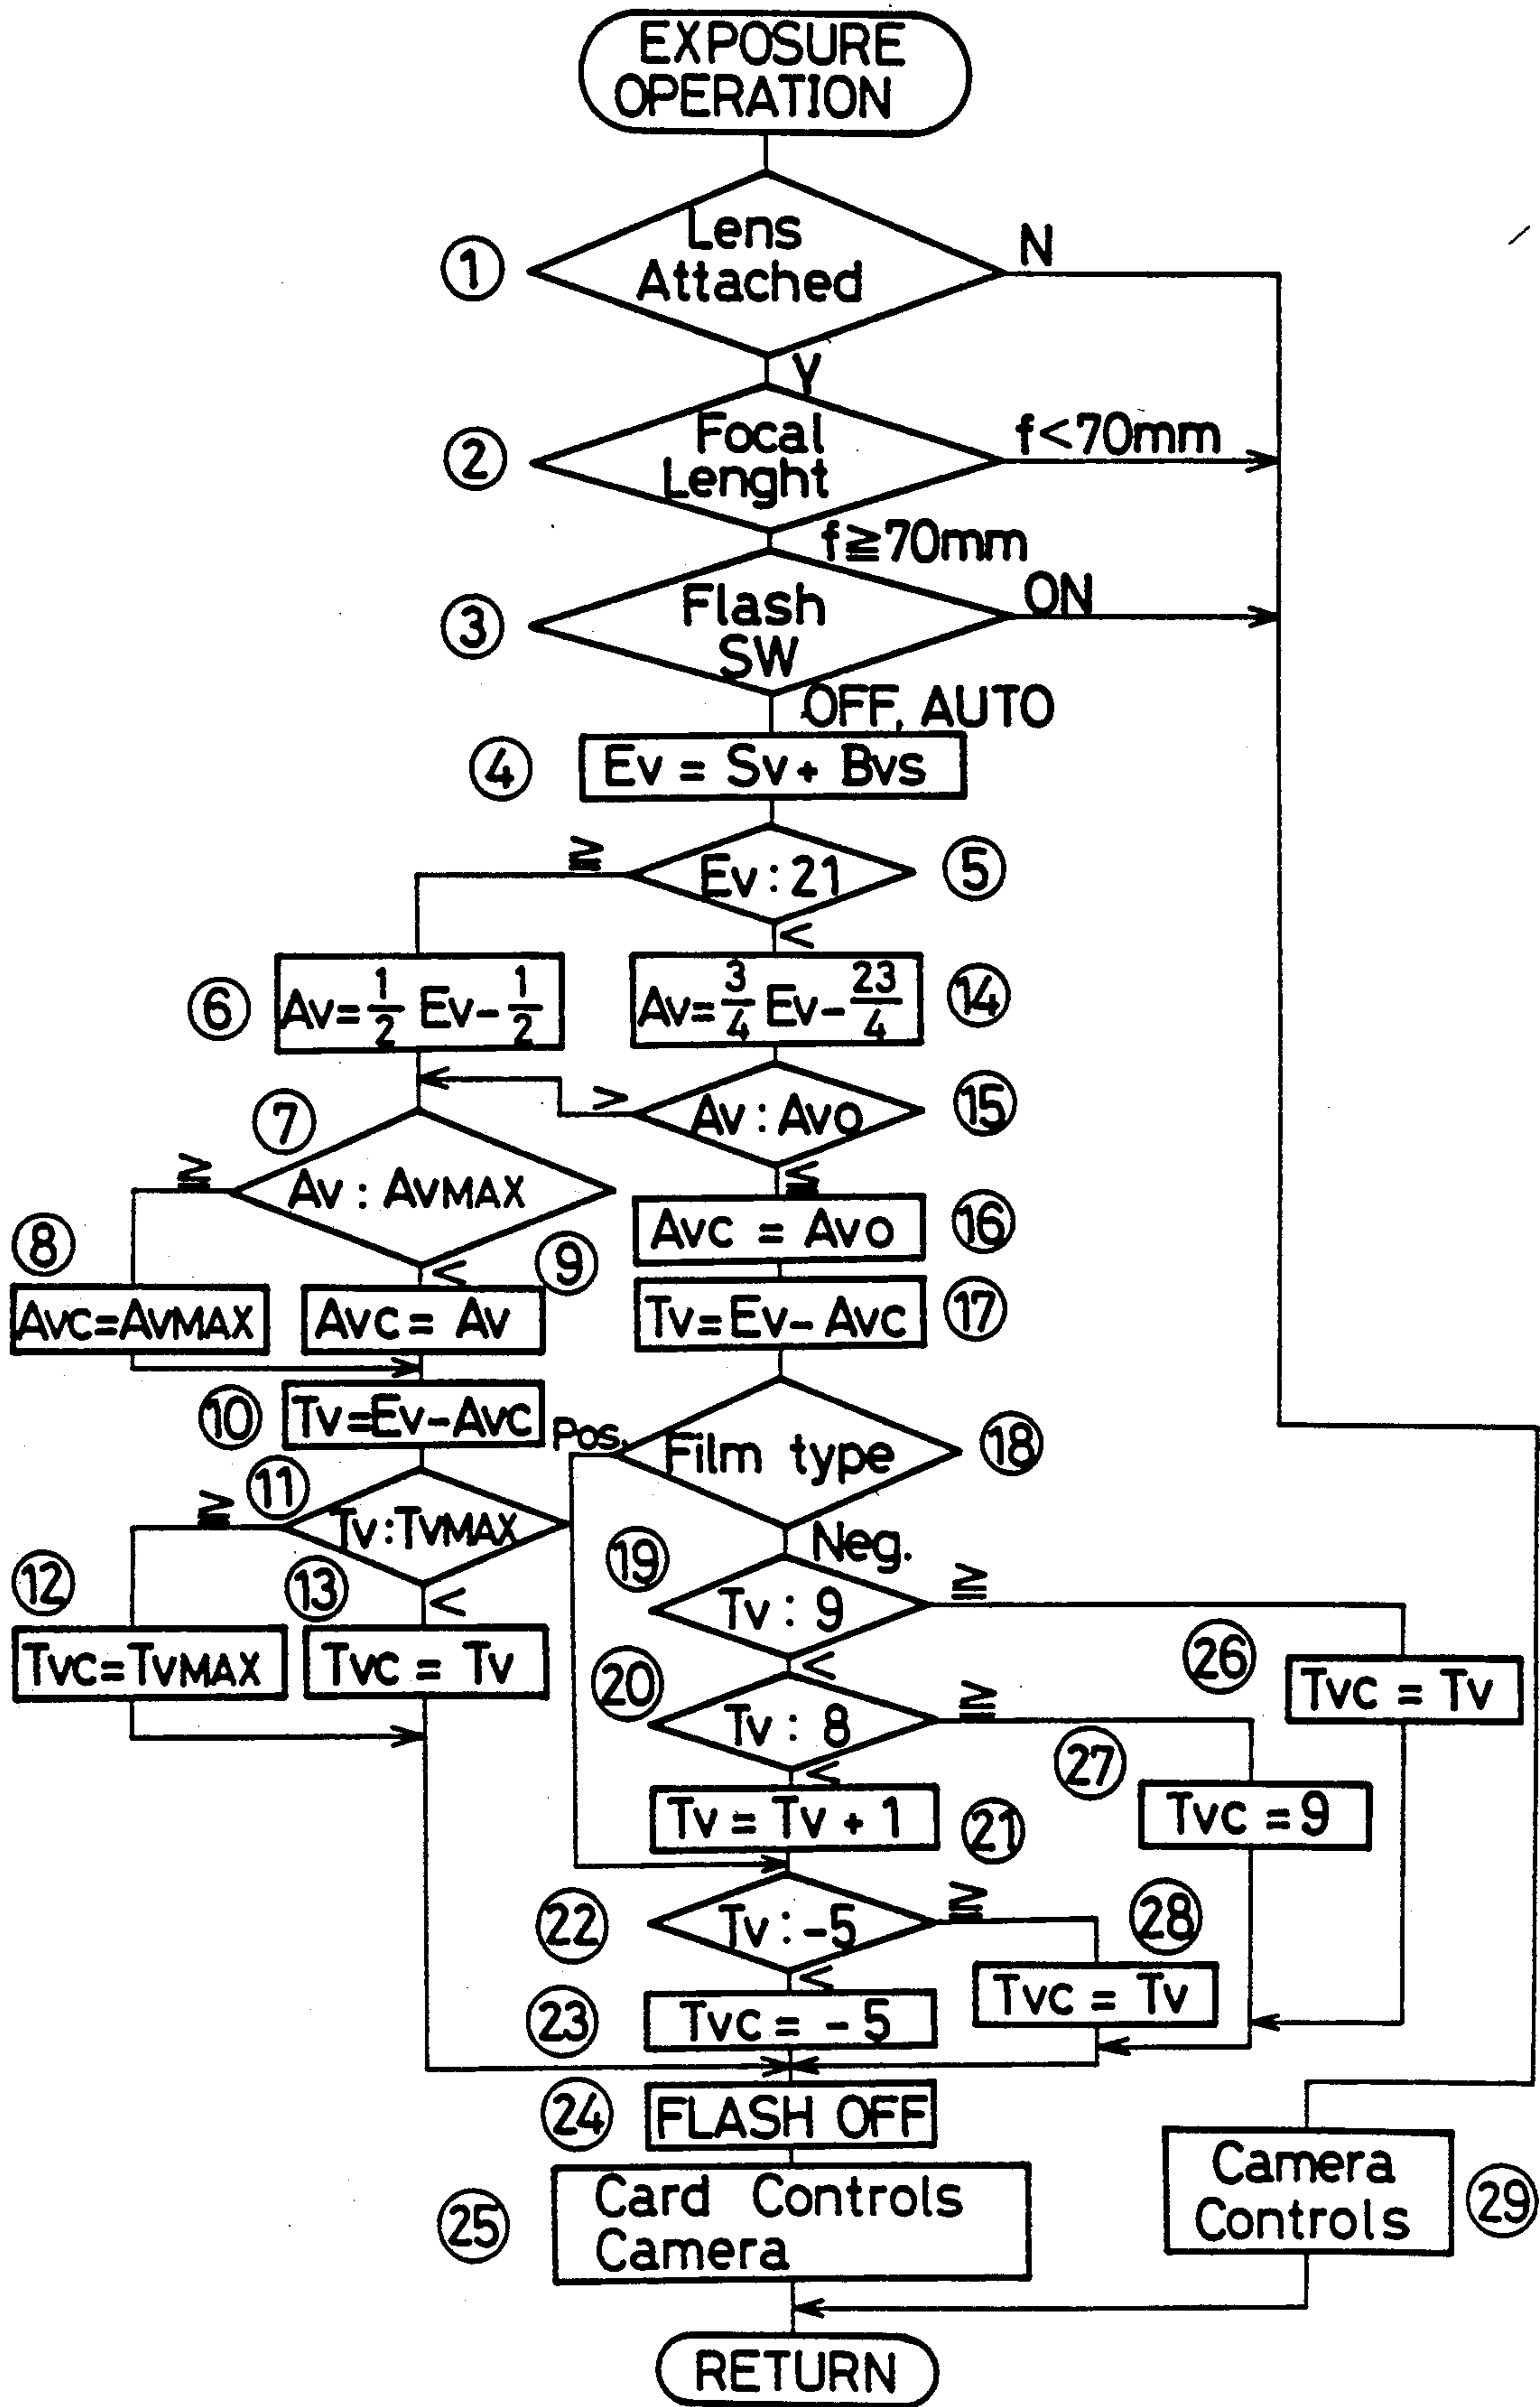 EXPOSURE
OPERATION
①
Lens
Attached
N
Y
②
Focal
Lenght
f<70mm
f≧70mm
③
Flash
SW
ON
OFF, AUTO
④
Ev = Sv + Bvs
≧
Ev : 21
⑤
<
⑥
Av = 1/2 Ev - 1/2
Av = 3/4 Ev - 23/4
⑭
⑦
>
Av : Avo
⑮
≧
Av : AvMAX
≦
⑧
<
⑨
Avc = Avo
⑯
Avc=AvMAX
Avc = Av
Tv=Ev-Avc
⑰
⑩
Tv=Ev-Avc
Pos.
Film type
⑱
⑪
≧
Tv:TvMAX
Neg.
⑫
⑬
<
⑲
Tv : 9
≧
Tvc=TvMAX
Tvc = Tv
⑳
<
㉖
Tvc = Tv
Tv : 8
≧
<
㉗
Tv = Tv + 1
㉑
Tvc = 9
㉒
Tv : -5
≧
㉘
<
Tvc = Tv
㉓
Tvc = - 5
㉔
FLASH OFF
㉕
Card Controls
Camera
Camera
Controls
㉙
RETURN